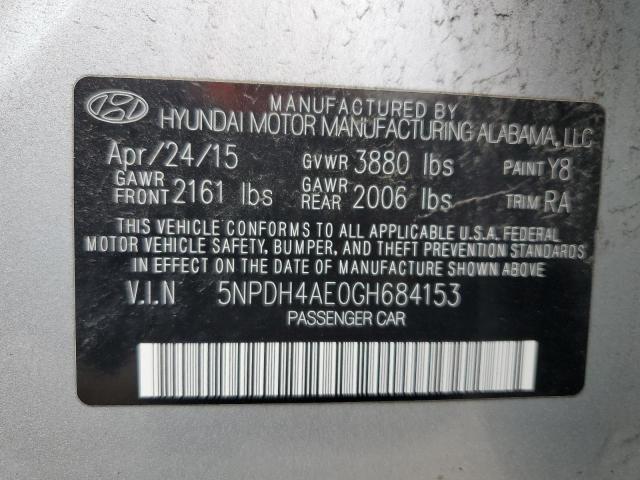 MANUFACTURED BY
HYUNDAI MOTOR MANUFACTURING ALABAMA, LLC
Apr/24/15 GVWR 3880 lbs PAINT Y8
GAWR FRONT 2161 lbs GAWR REAR 2006 lbs TRIM RA
THIS VEHICLE CONFORMS TO ALL APPLICABLE U.S.A. FEDERAL
MOTOR VEHICLE SAFETY, BUMPER, AND THEFT PREVENTION STANDARDS
IN EFFECT ON THE DATE OF MANUFACTURE SHOWN ABOVE.
V.I.N 5NPDH4AE0GH684153
PASSENGER CAR